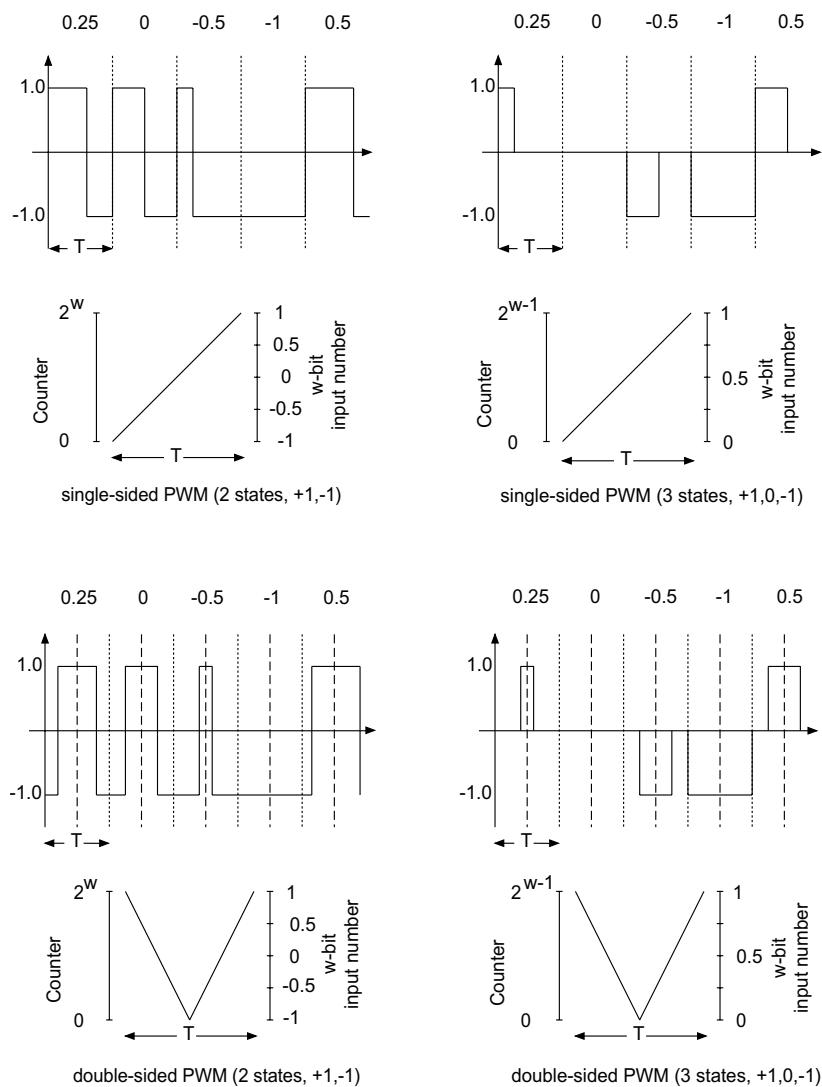 0.25 0 -0.5 -1 0.5
1.0
-1.0
T
2^w
0
Counter
T
1
0.5
0
-0.5
-1
w-bit
input number
single-sided PWM (2 states, +1,-1)
0.25 0 -0.5 -1 0.5
1.0
-1.0
T
2^w-1
0
Counter
T
1
0.5
0
w-bit
input number
single-sided PWM (3 states, +1,0,-1)
0.25 0 -0.5 -1 0.5
1.0
-1.0
T
2^w
0
Counter
T
1
0.5
0
-0.5
-1
w-bit
input number
double-sided PWM (2 states, +1,-1)
0.25 0 -0.5 -1 0.5
1.0
-1.0
T
2^w-1
0
Counter
T
1
0.5
0
w-bit
input number
double-sided PWM (3 states, +1,0,-1)